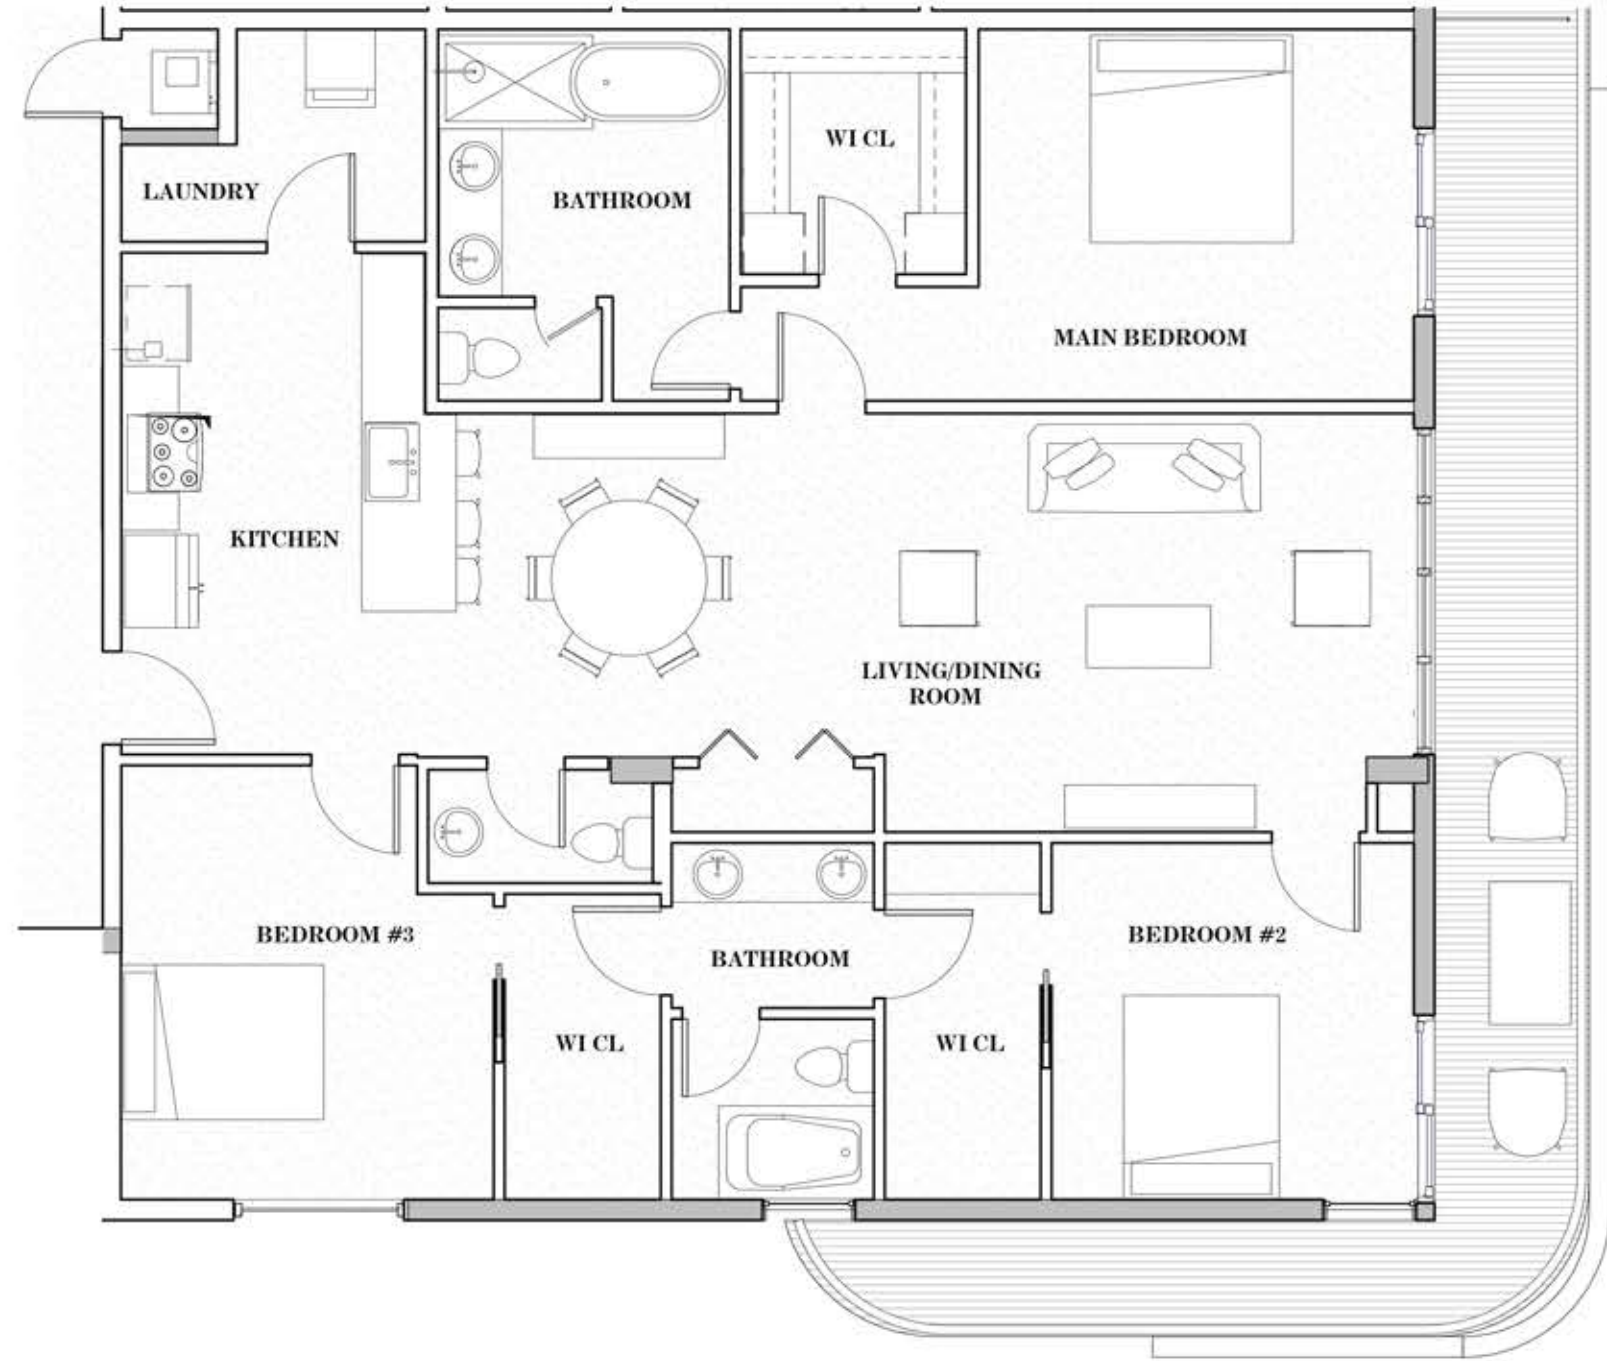 WI CL
LAUNDRY
BATHROOM
MAIN BEDROOM
KITCHEN
LIVING/DINING
ROOM
BEDROOM #3
BATHROOM
BEDROOM #2
WI CL
WI CL